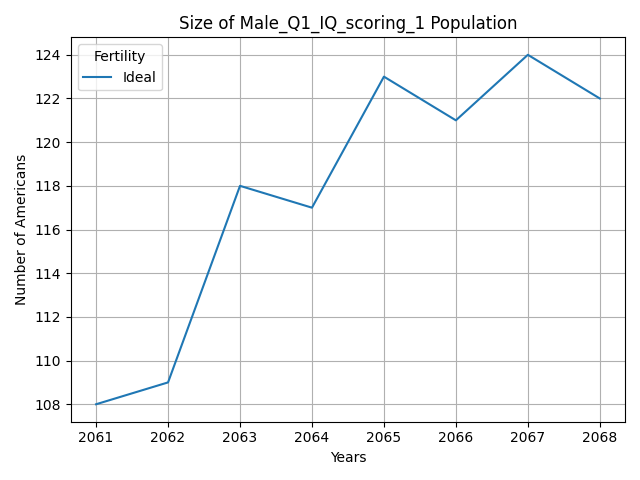 Size of Male_Q1_IQ_scoring_1 Population
Fertility
Ideal
124
122
120
118
116
114
112
110
108
Number of Americans
2061 2062 2063 2064 2065 2066 2067 2068
Years